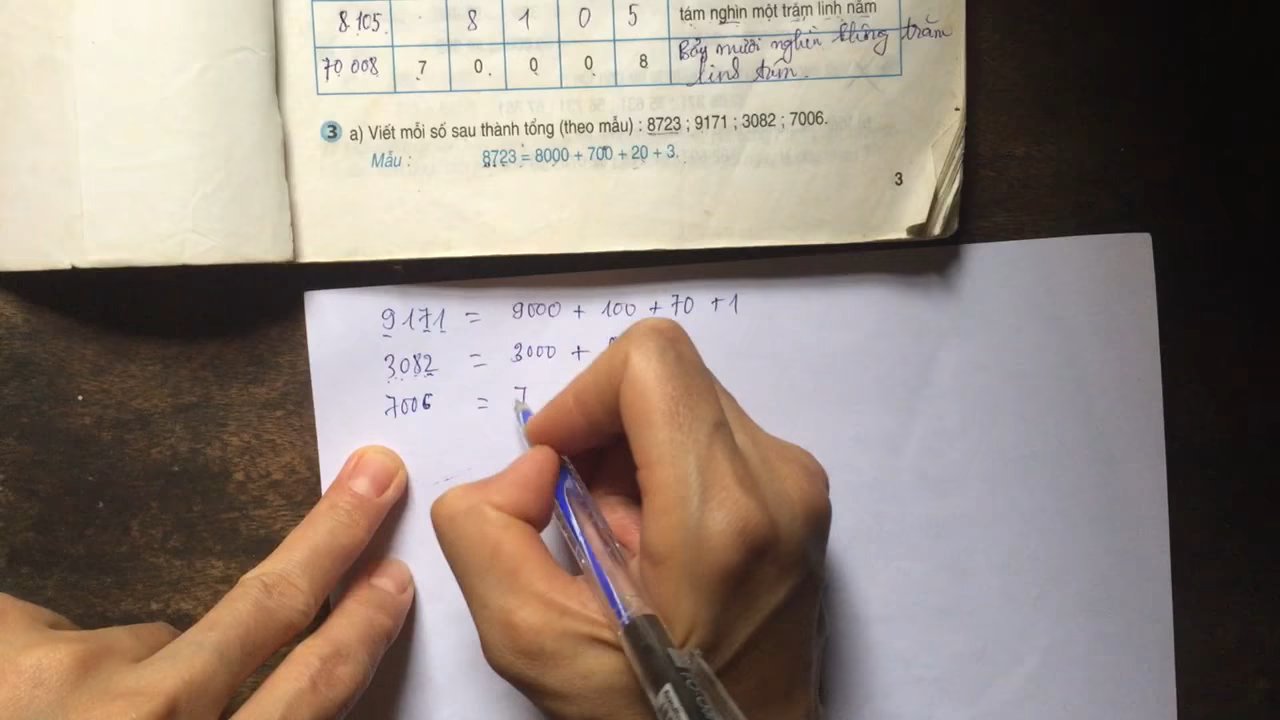 8 105 8 1 0 5 tám nghìn một trăm linh năm
70 008 7 0 0 0 8 Bảy mươi nghìn không trăm
linh tám.
3 a) Viết mỗi số sau thành tổng (theo mẫu) : 8723 ; 9171 ; 3082 ; 7006.
Mẫu : 8723 = 8000 + 700 + 20 + 3.
3
9171 = 9000 + 100 + 70 + 1
3082 = 3000 +
7006 = 7